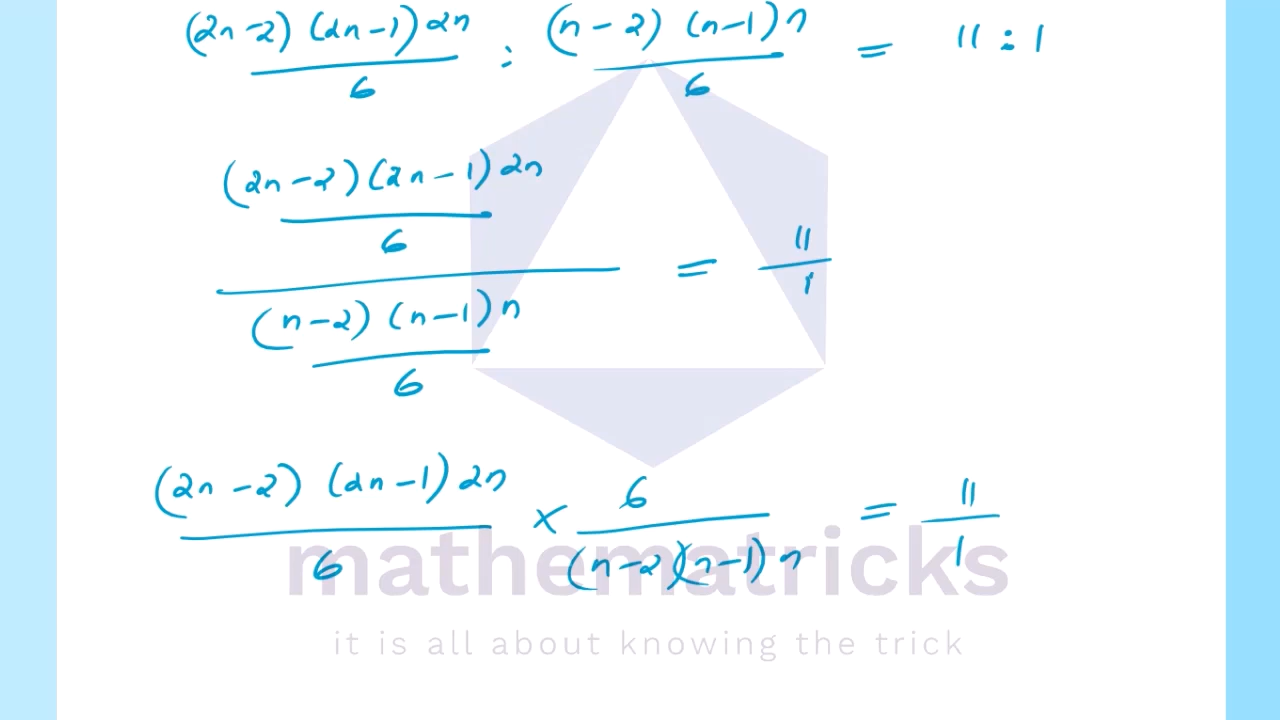 (2n-2) (2n-1) 2n / 6 : (n-2) (n-1) n / 6 = 11 : 1
(2n-2) (2n-1) 2n
6
= 11 / 1
(n-2) (n-1) n
6
(2n-2) (2n-1) 2n / 6 × 6 / (n-2)(n-1) n = 11 / 1
mathematricks
it is all about knowing the trick